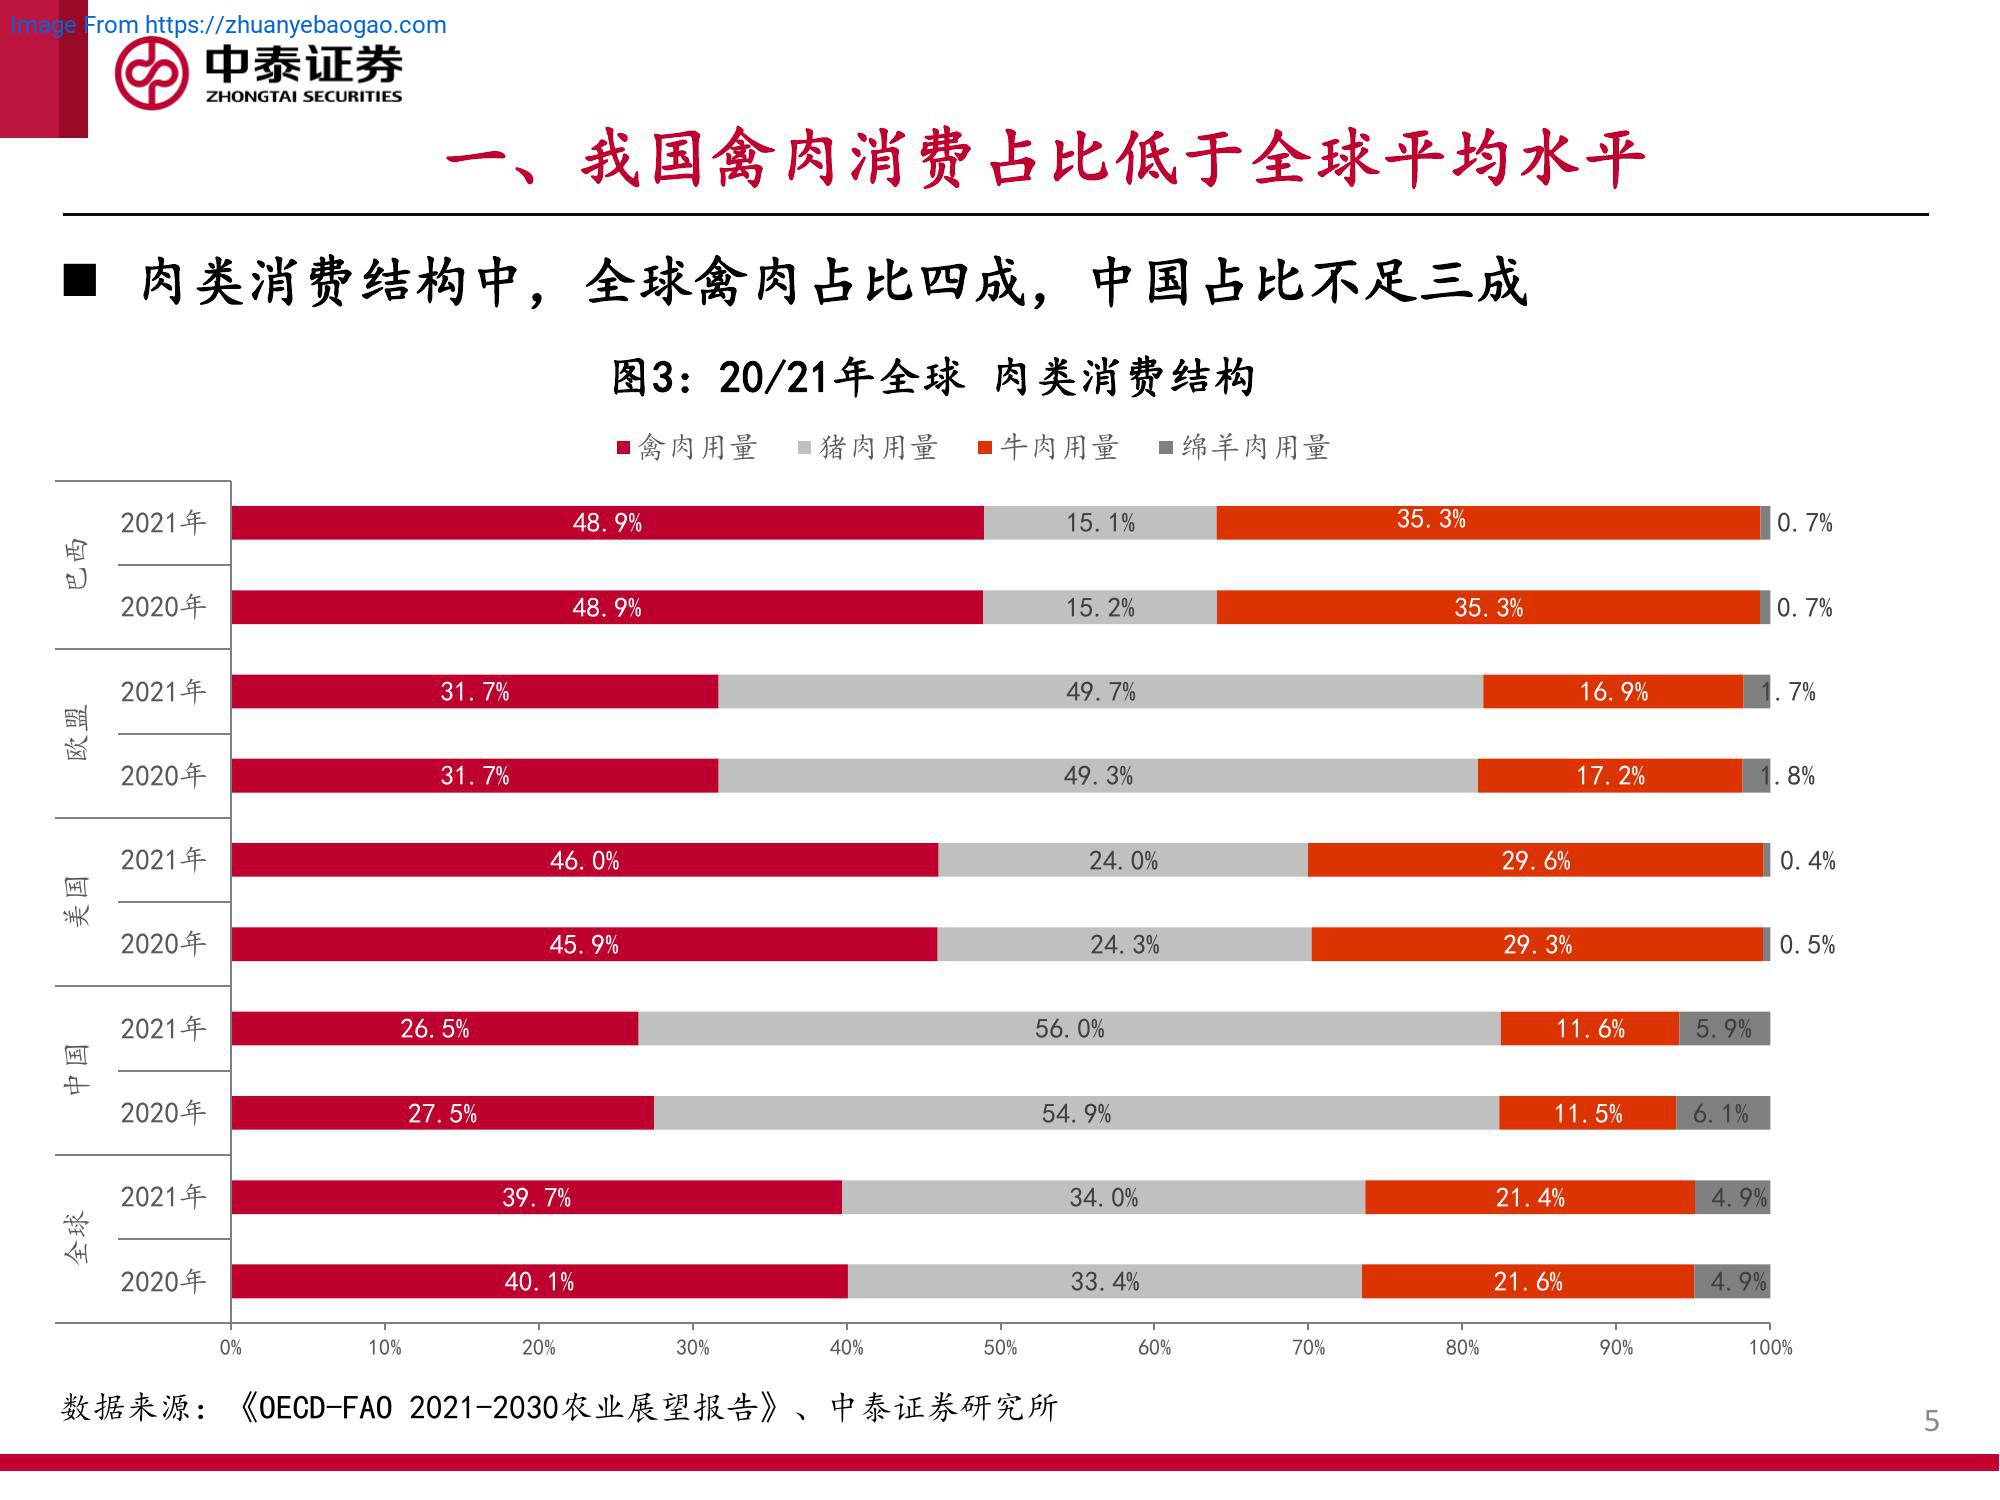 Image From https://zhuanyebaogao.com
中泰证券
ZHONGTAI SECURITIES
一、我国禽肉消费占比低于全球平均水平
■ 肉类消费结构中，全球禽肉占比四成，中国占比不足三成
图3：20/21年全球 肉类消费结构
禽肉用量 猪肉用量 牛肉用量 绵羊肉用量
巴西
2021年 48.9% 15.1% 35.3% 0.7%
2020年 48.9% 15.2% 35.3% 0.7%
欧盟
2021年 31.7% 49.7% 16.9% 1.7%
2020年 31.7% 49.3% 17.2% 1.8%
美国
2021年 46.0% 24.0% 29.6% 0.4%
2020年 45.9% 24.3% 29.3% 0.5%
中国
2021年 26.5% 56.0% 11.6% 5.9%
2020年 27.5% 54.9% 11.5% 6.1%
全球
2021年 39.7% 34.0% 21.4% 4.9%
2020年 40.1% 33.4% 21.6% 4.9%
0% 10% 20% 30% 40% 50% 60% 70% 80% 90% 100%
数据来源：《OECD-FAO 2021-2030农业展望报告》、中泰证券研究所
5